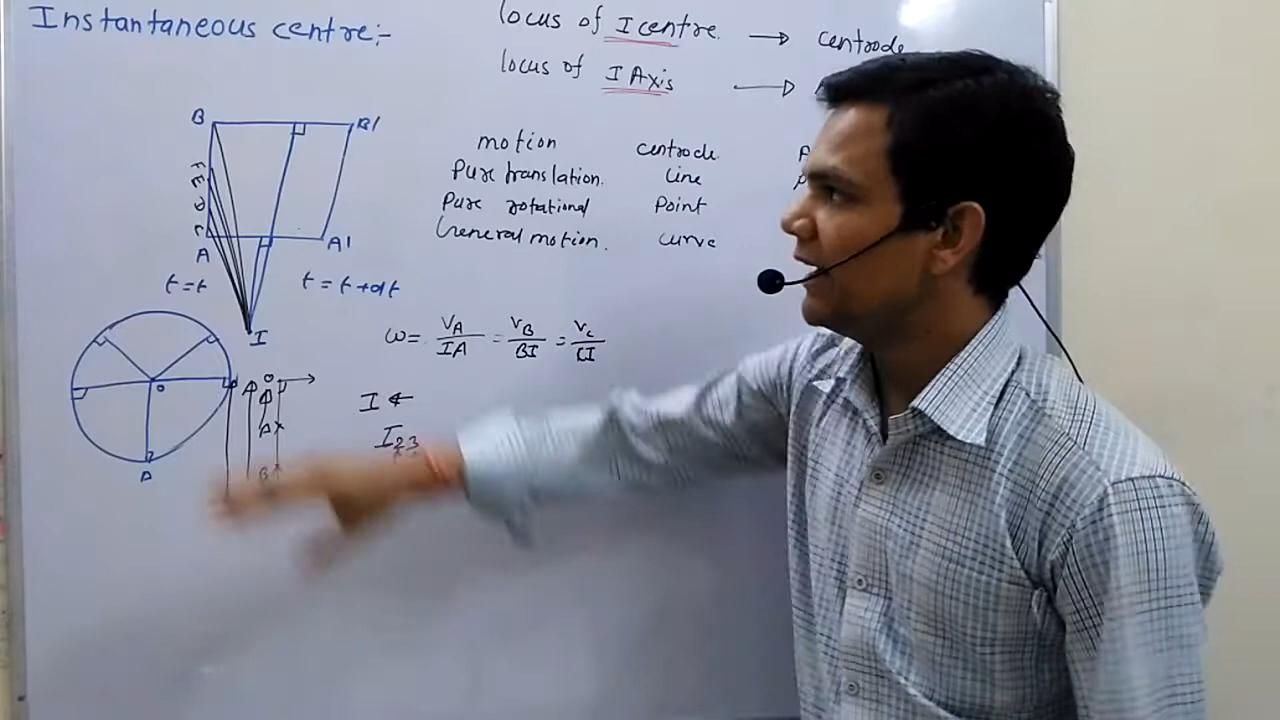 Instantaneous centre:-
locus of I centre. → centrode
locus of I Axis →
motion centrode A
Pure translation. Line P
Pure rotational Point
General motion. curve
B B1
F
E
D
C
A A1
t=t t=t+dt
I
ω= VA/IA = VB/BI = Vc/CI
O O
I ←
A
I23
A B